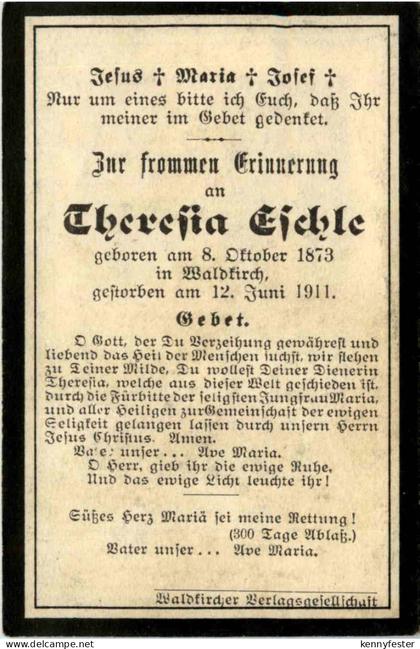 Jesus † Maria † Josef †
Nur um eines bitte ich Euch, daß Ihr
meiner im Gebet gedenket.
Zur frommen Erinnerung
an
Theresia Eschle
geboren am 8. Oktober 1873
in Waldkirch,
gestorben am 12. Juni 1911.
Gebet.
O Gott, der Du Verzeihung gewährest und
liebend das Heil der Menschen suchst, wir flehen
zu Deiner Milde, Du wollest Deiner Dienerin
Theresia, welche aus dieser Welt geschieden ist,
durch die Fürbitte der seligsten Jungfrau Maria,
und aller Heiligen zur Gemeinschaft der ewigen
Seligkeit gelangen lassen durch unsern Herrn
Jesus Christus. Amen.
Vater unser... Ave Maria.
O Herr, gieb ihr die ewige Ruhe.
Und das ewige Licht leuchte ihr!
Süßes Herz Mariä sei meine Rettung!
(300 Tage Ablaß.)
Vater unser... Ave Maria.
Waldkircher Verlagsgesellschaft
www.delcampe.net
kennyfester